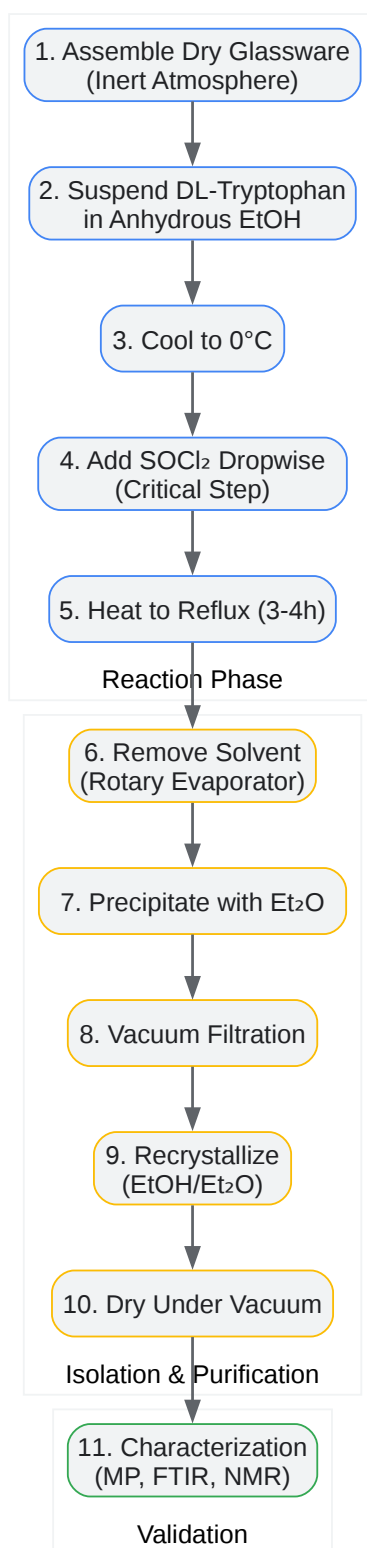 1. Assemble Dry Glassware
(Inert Atmosphere)
2. Suspend DL-Tryptophan
in Anhydrous EtOH
3. Cool to 0°C
4. Add SOCl₂ Dropwise
(Critical Step)
5. Heat to Reflux (3-4h)
Reaction Phase
6. Remove Solvent
(Rotary Evaporator)
7. Precipitate with Et₂O
8. Vacuum Filtration
9. Recrystallize
(EtOH/Et₂O)
10. Dry Under Vacuum
Isolation & Purification
11. Characterization
(MP, FTIR, NMR)
Validation